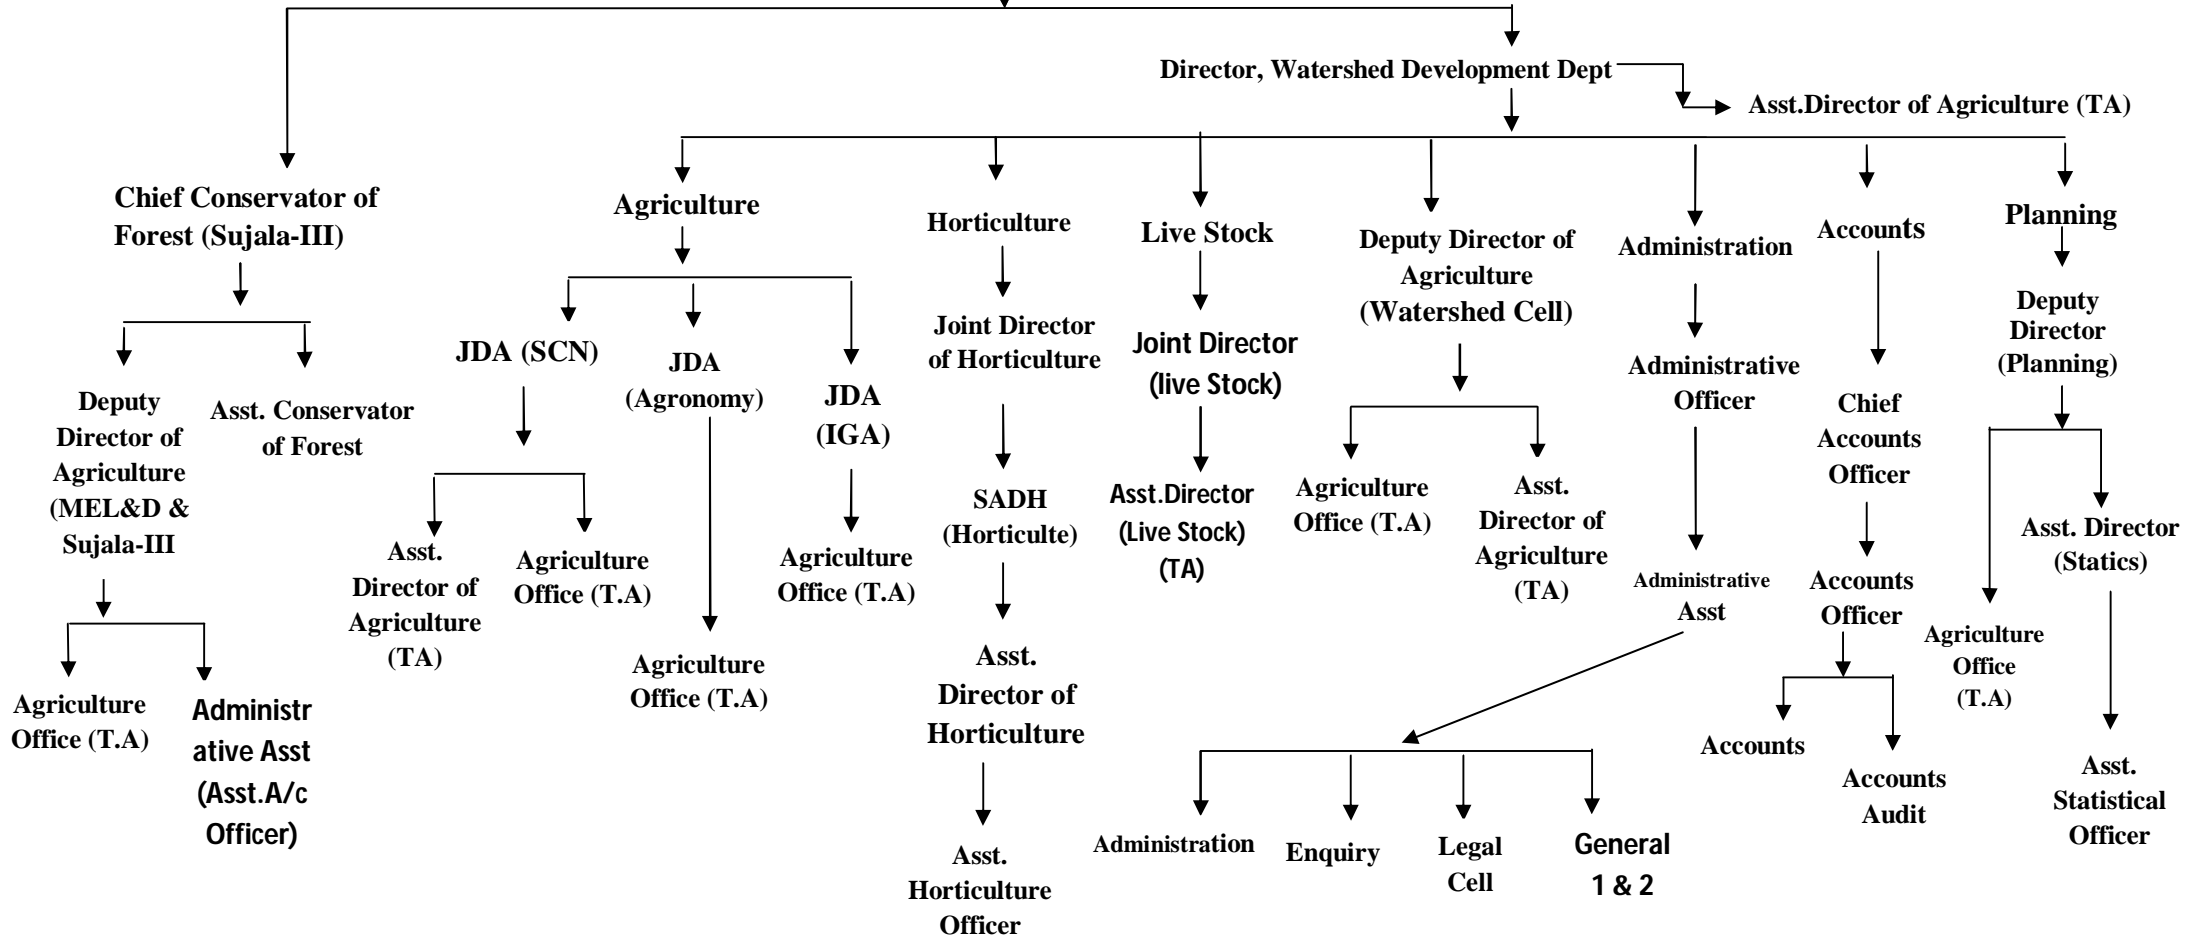 Director, Watershed Development Dept
Asst.Director of Agriculture (TA)
Chief Conservator of
Forest (Sujala-III)
Agriculture
Horticulture
Live Stock
Deputy Director of
Agriculture
(Watershed Cell)
Administration
Accounts
Planning
Deputy
Director of
Agriculture
(MEL&D &
Sujala-III
Asst. Conservator
of Forest
JDA (SCN)
JDA
(Agronomy)
JDA
(IGA)
Joint Director
of Horticulture
Joint Director
(live Stock)
Administrative
Officer
Chief
Accounts
Officer
Deputy
Director
(Planning)
Asst.
Director of
Agriculture
(TA)
Agriculture
Office (T.A)
Agriculture
Office (T.A)
Agriculture
Office (T.A)
SADH
(Horticulte)
Asst.Director
(Live Stock)
(TA)
Agriculture
Office (T.A)
Asst.
Director of
Agriculture
(TA)
Administrative
Asst
Accounts
Officer
Agriculture
Office
(T.A)
Asst. Director
(Statics)
Agriculture
Office (T.A)
Administr
ative Asst
(Asst.A/c
Officer)
Asst.
Director of
Horticulture
Asst.
Horticulture
Officer
Administration
Enquiry
Legal
Cell
General
1 & 2
Accounts
Accounts
Audit
Asst.
Statistical
Officer